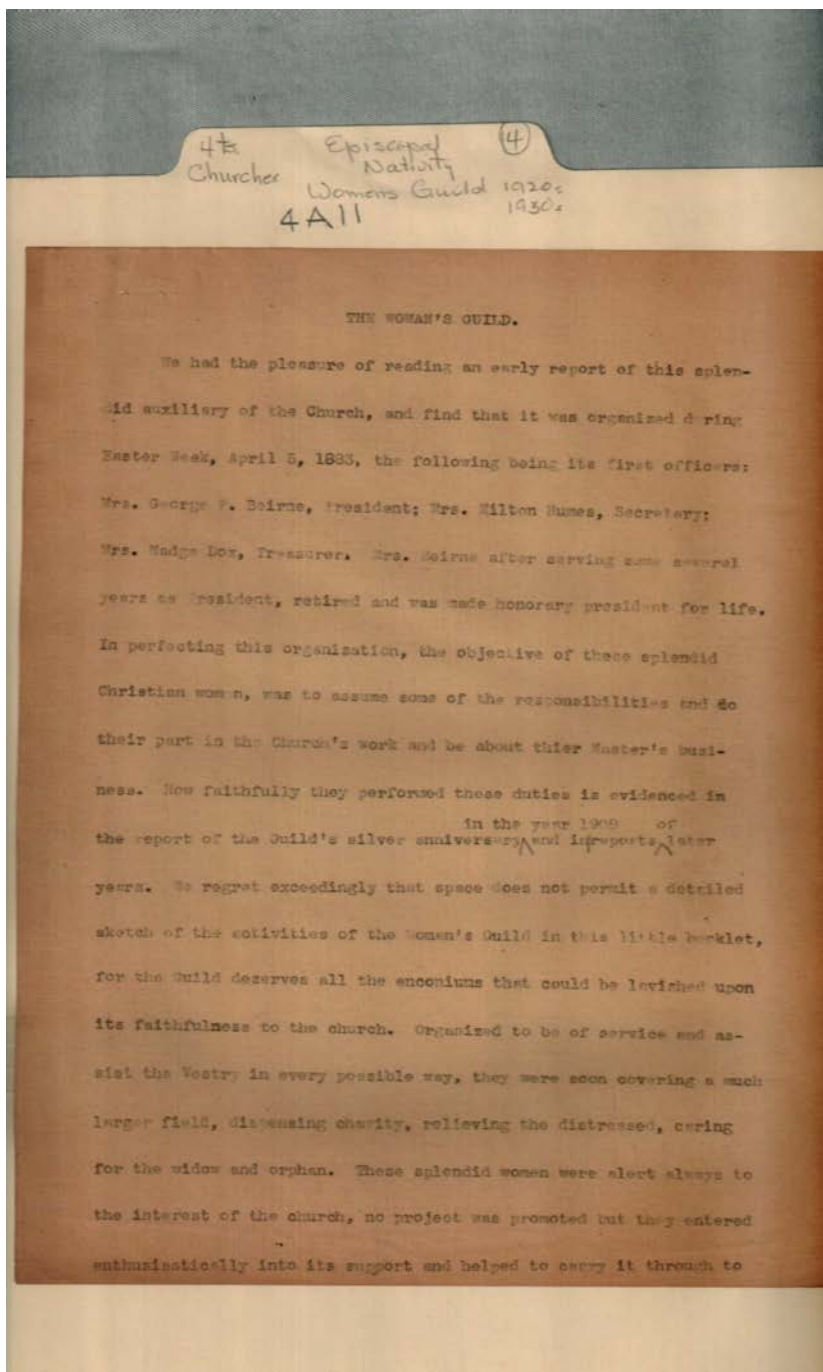 4ts Episcopal 4
Churches Nativity
Womens Guild 1920s
1930s
4A11
THE WOMAN'S GUILD.
We had the pleasure of reading an early report of this splen-
did auxiliary of the Church, and find that it was organized during
Easter Week, April 5, 1883, the following being its first officers:
Mrs. George P. Beirne, President; Mrs. Milton Humes, Secretary;
Mrs. Madge Dox, Treasurer. Mrs. Beirne after serving some several
years as President, retired and was made honorary president for life.
In perfecting this organization, the objective of these splendid
Christian women, was to assume some of the responsibilities and do
their part in the Church's work and be about thier Master's busi-
ness. How faithfully they performed these duties is evidenced in
in the year 1909 of
the report of the Guild's silver anniversary and in reports later
years. We regret exceedingly that space does not permit a detailed
sketch of the activities of the Women's Guild in this little booklet,
for the Guild dezerves all the enconiums that could be lavished upon
its faithfulness to the church. Organized to be of service and as-
sist the Vestry in every possible way, they were soon covering a much
larger field, dispensing charity, relieving the distressed, caring
for the widow and orphan. These splendid women were alert always to
the interest of the church, no project was promoted but they entered
enthusiastically into its support and helped to carry it through to